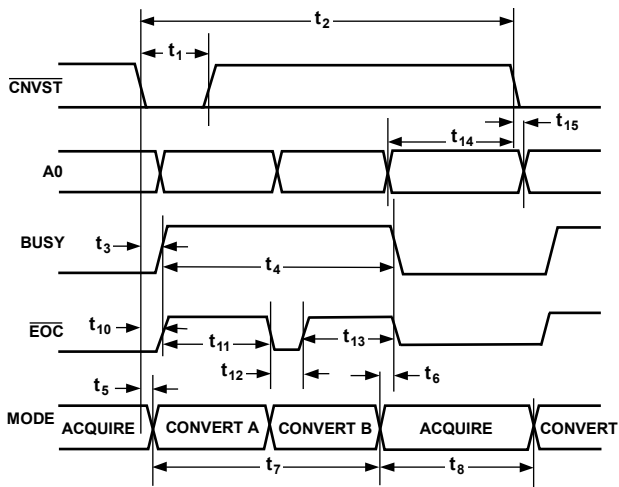 t₂
t₁
CNVST
t₁₄
t₁₅
A0
BUSY
t₃
t₄
EOC
t₁₀
t₁₁
t₁₃
t₁₂
t₆
t₅
MODE
ACQUIRE CONVERT A CONVERT B ACQUIRE CONVERT
t₇ t₈